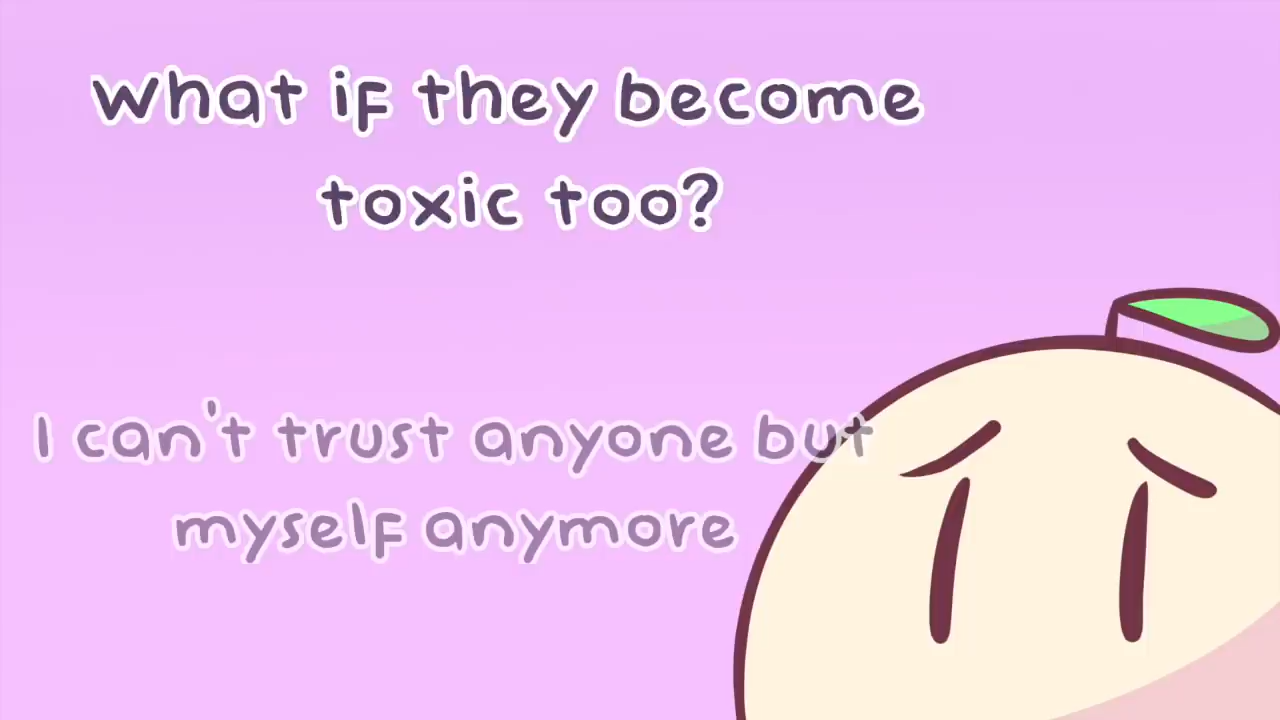 What if they become
toxic too?
I can't trust anyone but
myself anymore